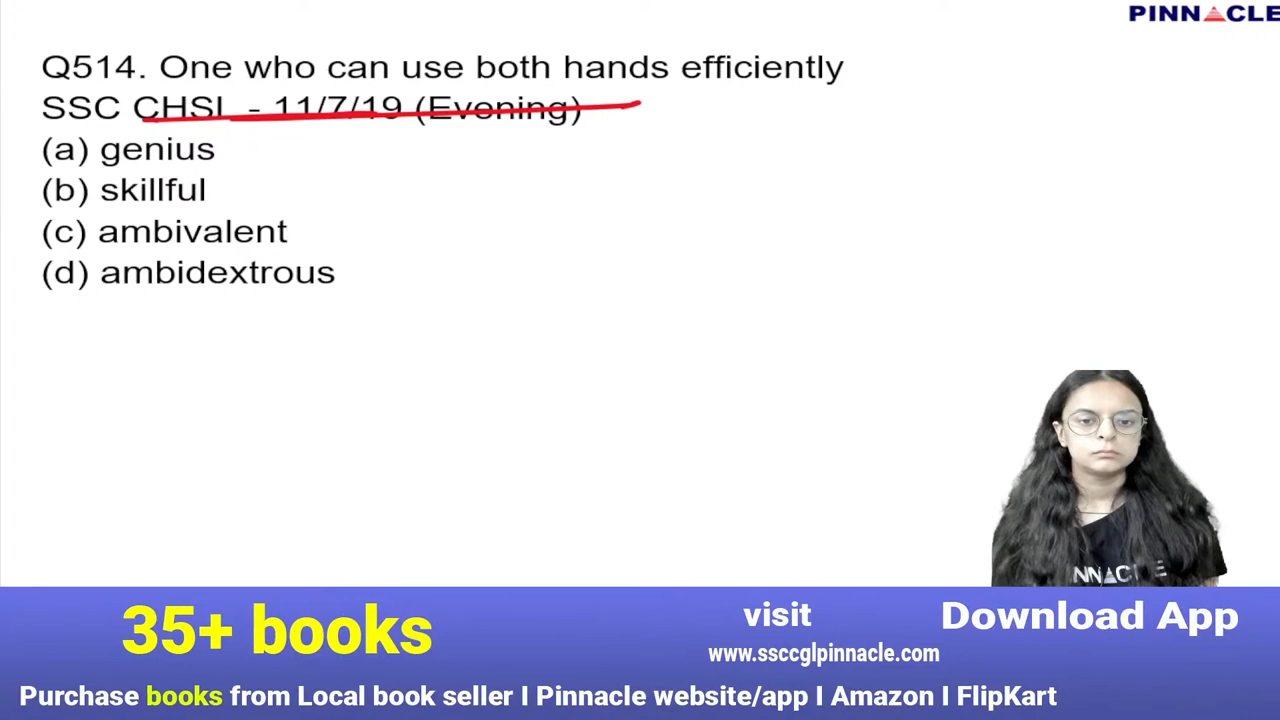 PINNACLE
Q514. One who can use both hands efficiently
SSC CHSL - 11/7/19 (Evening)
(a) genius
(b) skillful
(c) ambivalent
(d) ambidextrous
PINNACLE
35+ books
visit
www.ssccglpinnacle.com
Download App
Purchase books from Local book seller I Pinnacle website/app I Amazon I FlipKart